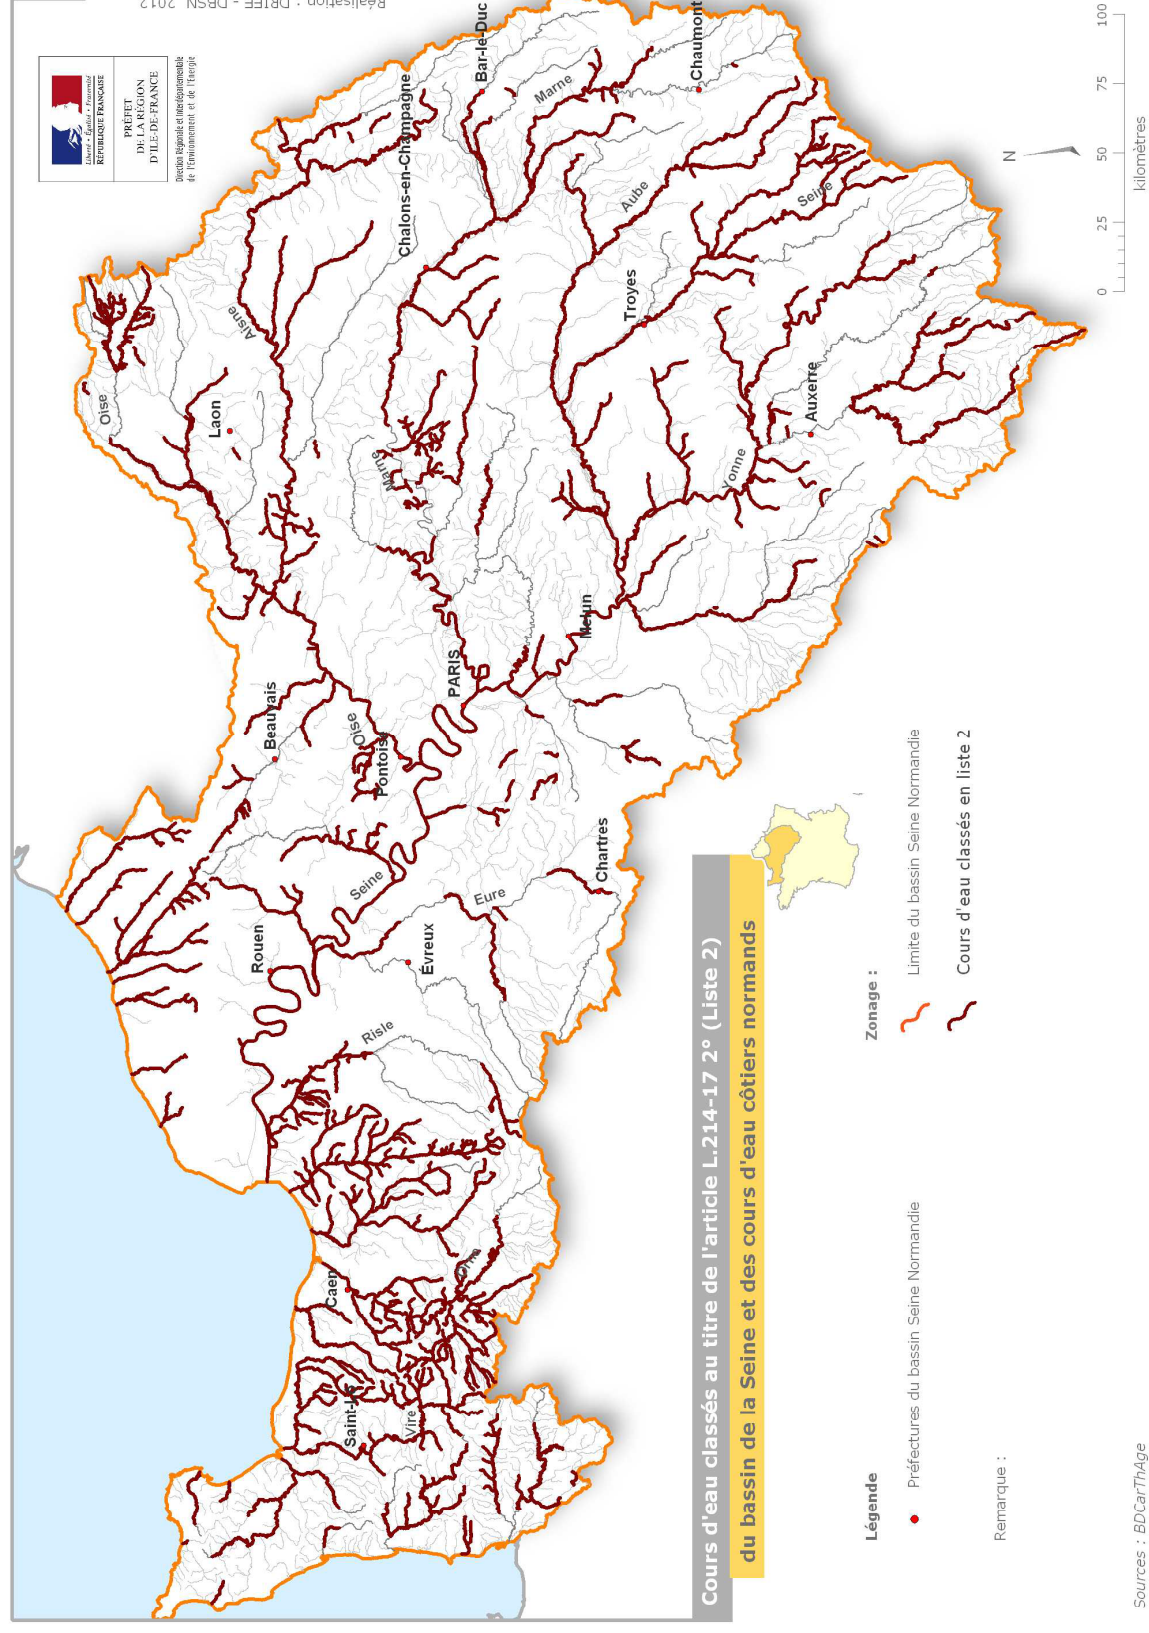 Réalisation : DRIEE - DBSN 2012
Liberté • Égalité • Fraternité
RÉPUBLIQUE FRANÇAISE
PRÉFET
DE LA RÉGION
D'ILE-DE-FRANCE
Direction régionale et interdépartementale
de l'Environnement et de l'Energie
Oise
Laon
Aisne
Chalons-en-Champagne
Bar-le-Duc
Marne
Chaumont
Aube
Seine
Troyes
Marne
Auxerre
Yonne
Melun
PARIS
Beauvais
Oise
Pontoise
Seine
Chartres
Eure
Évreux
Rouen
Risle
Caen
Orne
Saint-Lô
Vire
N
0 25 50 75 100
kilomètres
Cours d'eau classés au titre de l'article L.214-17 2° (Liste 2)
du bassin de la Seine et des cours d'eau côtiers normands
Légende
Préfectures du bassin Seine Normandie
Zonage :
Limite du bassin Seine Normandie
Cours d'eau classés en liste 2
Remarque :
Sources : BDCarThAge